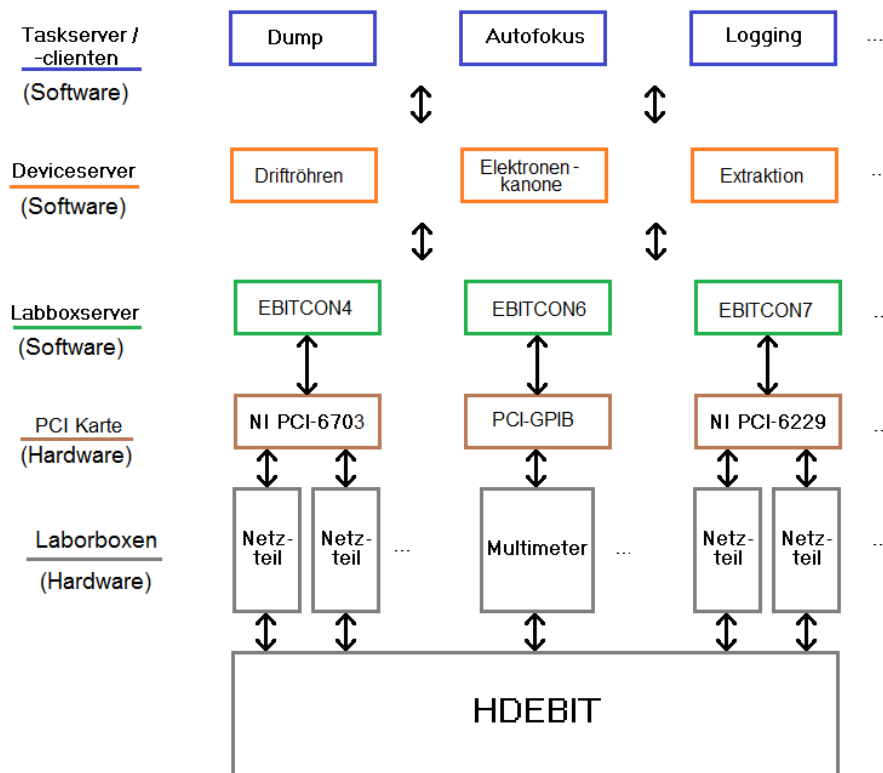 Taskserver /
-clienten
(Software)
Dump
Autofokus
Logging
...
Deviceserver
(Software)
Driftröhren
Elektronen-
kanone
Extraktion
...
Labboxserver
(Software)
EBITCON4
EBITCON6
EBITCON7
...
PCI Karte
(Hardware)
NI PCI-6703
PCI-GPIB
NI PCI-6229
...
Laborboxen
(Hardware)
Netz-
teil
Netz-
teil
...
Multimeter
...
Netz-
teil
Netz-
teil
...
HDEBIT